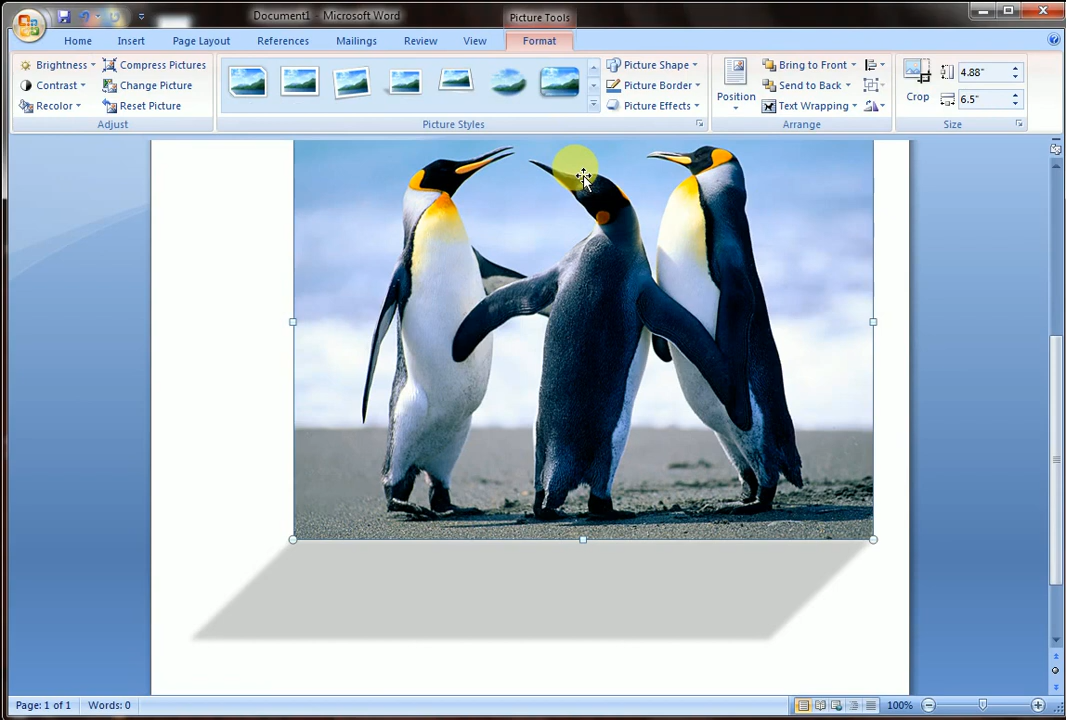 Document1 - Microsoft Word
Picture Tools
Home Insert Page Layout References Mailings Review View Format
Brightness Compress Pictures Picture Shape Bring to Front 4.88"
Contrast Change Picture Picture Border Position Send to Back Crop 6.5"
Recolor Reset Picture Picture Effects Text Wrapping
Adjust Picture Styles Arrange Size
Page: 1 of 1 Words: 0 100%